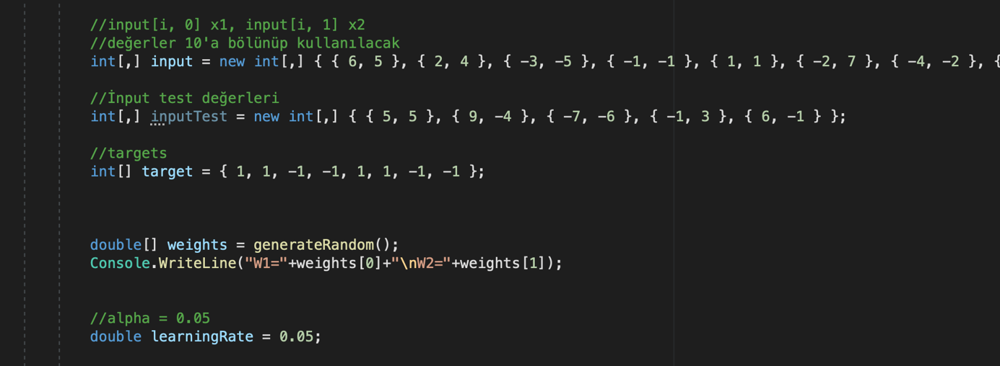 //input[i, 0] x1, input[i, 1] x2
//değerler 10'a bölünüp kullanılacak
int[,] input = new int[,] { { 6, 5 }, { 2, 4 }, { -3, -5 }, { -1, -1 }, { 1, 1 }, { -2, 7 }, { -4, -2 }, {
//İnput test değerleri
int[,] inputTest = new int[,] { { 5, 5 }, { 9, -4 }, { -7, -6 }, { -1, 3 }, { 6, -1 } };
//targets
int[] target = { 1, 1, -1, -1, 1, 1, -1, -1 };
double[] weights = generateRandom();
Console.WriteLine("W1="+weights[0]+"\nW2="+weights[1]);
//alpha = 0.05
double learningRate = 0.05;